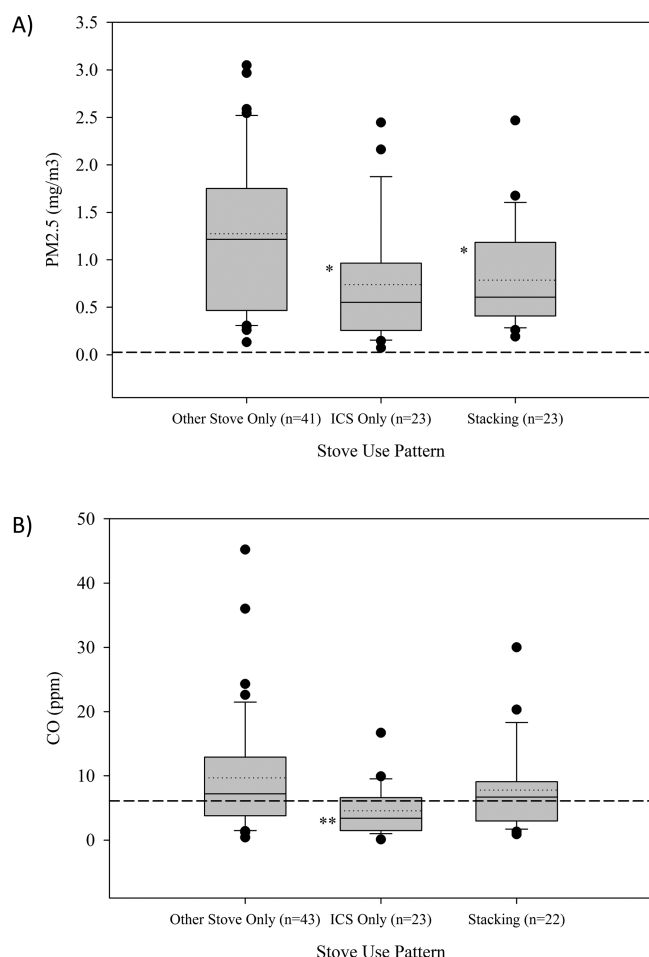 A)
3.5
3.0
2.5
2.0
1.5
1.0
0.5
0.0
PM2.5 (mg/m3)
*
*
Other Stove Only (n=41) ICS Only (n=23) Stacking (n=23)
Stove Use Pattern
B)
50
40
30
20
10
0
CO (ppm)
**
Other Stove Only (n=43) ICS Only (n=23) Stacking (n=22)
Stove Use Pattern